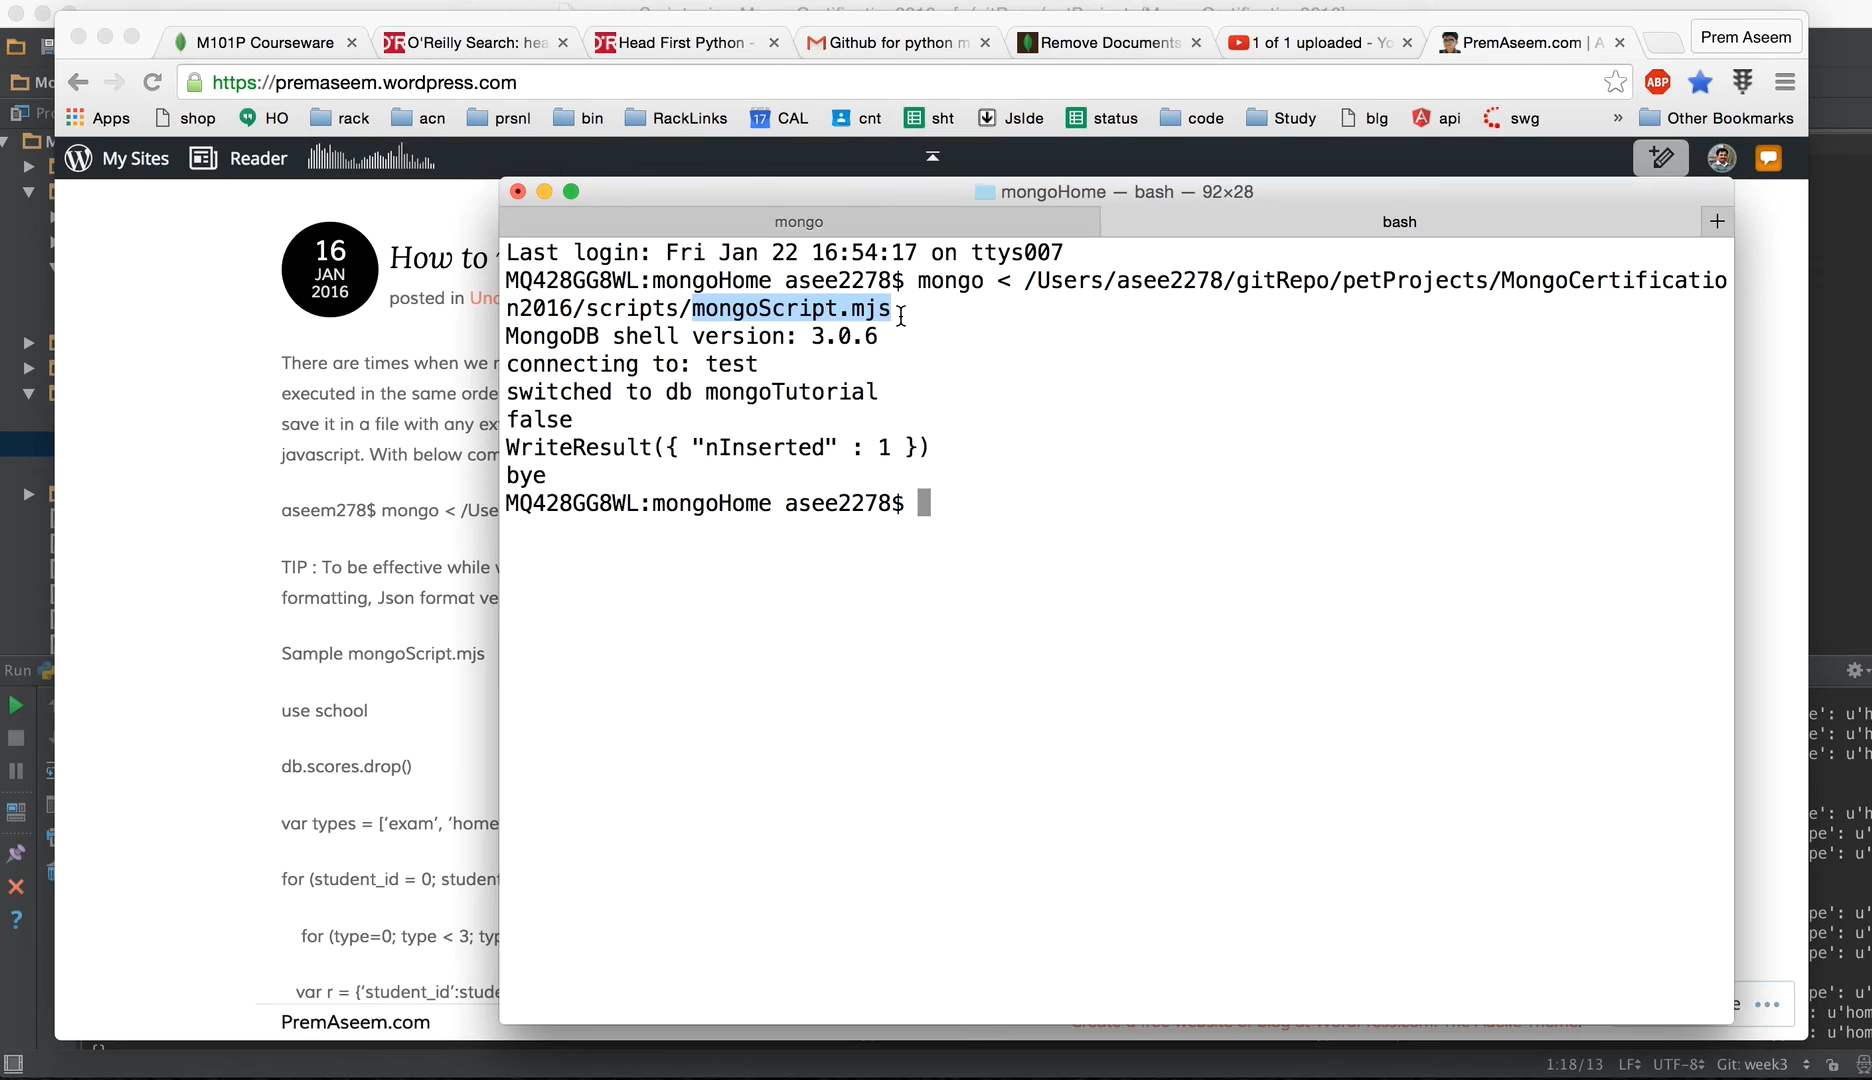 M101P Courseware
O'Reilly Search: hea
Head First Python -
Github for python m
Remove Documents
1 of 1 uploaded - Yo
PremAseem.com | A
Prem Aseem
https://premaseem.wordpress.com
ABP
Apps
shop
HO
rack
acn
prsnl
bin
RackLinks
17 CAL
cnt
sht
JsIde
status
code
Study
blg
api
swg
»
Other Bookmarks
My Sites
Reader
mongoHome — bash — 92×28
mongo
bash
Last login: Fri Jan 22 16:54:17 on ttys007
MQ428GG8WL:mongoHome asee2278$ mongo < /Users/asee2278/gitRepo/petProjects/MongoCertificatio
n2016/scripts/mongoScript.mjs
MongoDB shell version: 3.0.6
connecting to: test
switched to db mongoTutorial
false
WriteResult({ "nInserted" : 1 })
bye
MQ428GG8WL:mongoHome asee2278$
16
JAN
2016
How to
posted in
There are times when we
executed in the same orde
save it in a file with any ex
javascript. With below com
aseem278$ mongo < /Use
TIP : To be effective while
formatting, Json format ve
Sample mongoScript.mjs
use school
db.scores.drop()
var types = ['exam', 'home
for (student_id = 0; student
for (type=0; type < 3; typ
var r = {'student_id':stude
PremAseem.com
Run
1:18/13
LF
UTF-8
Git: week3